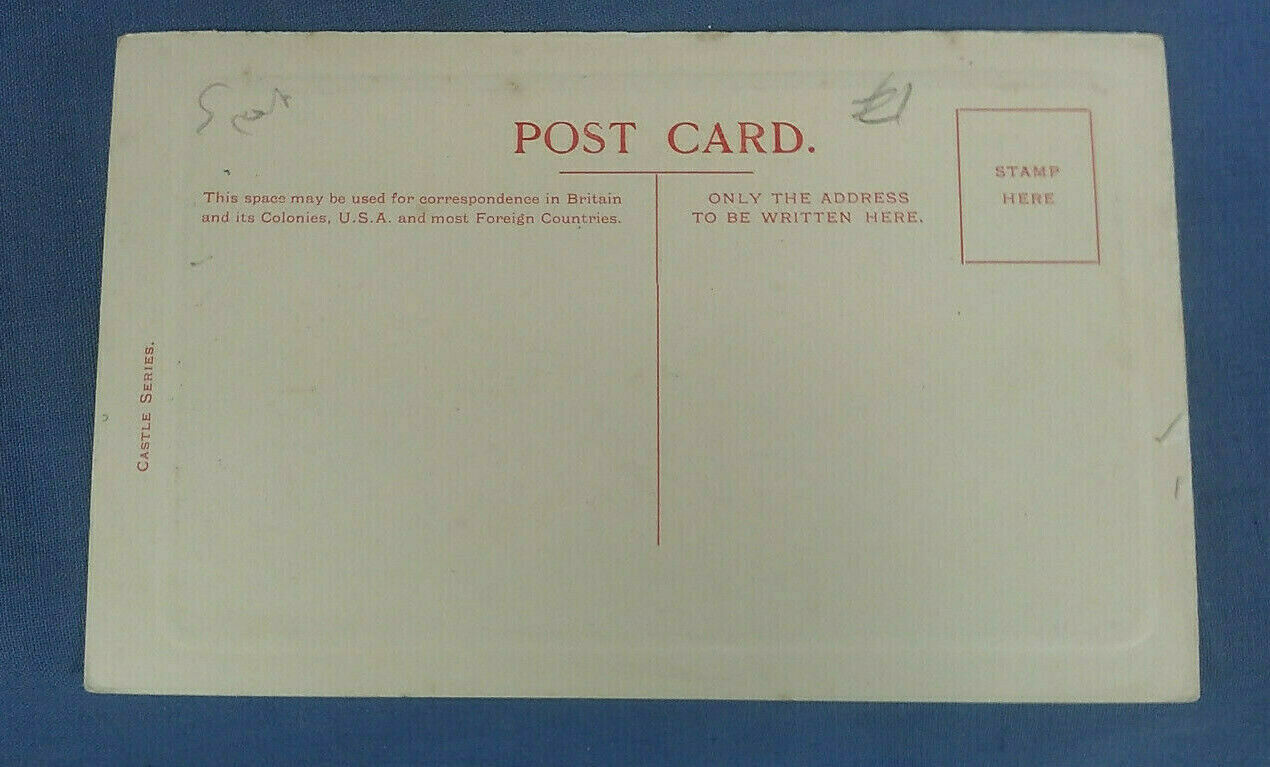 £1
POST CARD.
This space may be used for correspondence in Britain
and its Colonies, U.S.A. and most Foreign Countries.
ONLY THE ADDRESS
TO BE WRITTEN HERE.
STAMP
HERE
CASTLE SERIES.